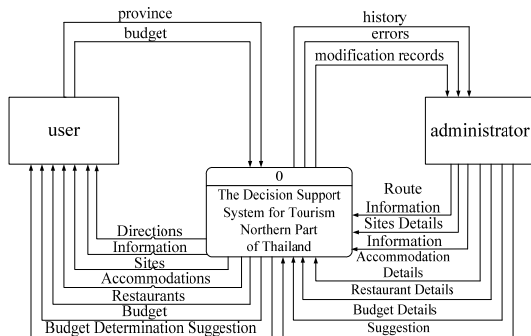 province
budget
history
errors
modification records
user
administrator
0
The Decision Support
System for Tourism
Northern Part
of Thailand
Directions
Information
Sites
Accommodations
Restaurants
Budget
Budget Determination Suggestion
Route
Information
Sites Details
Information
Accommodation
Details
Restaurant Details
Budget Details
Suggestion